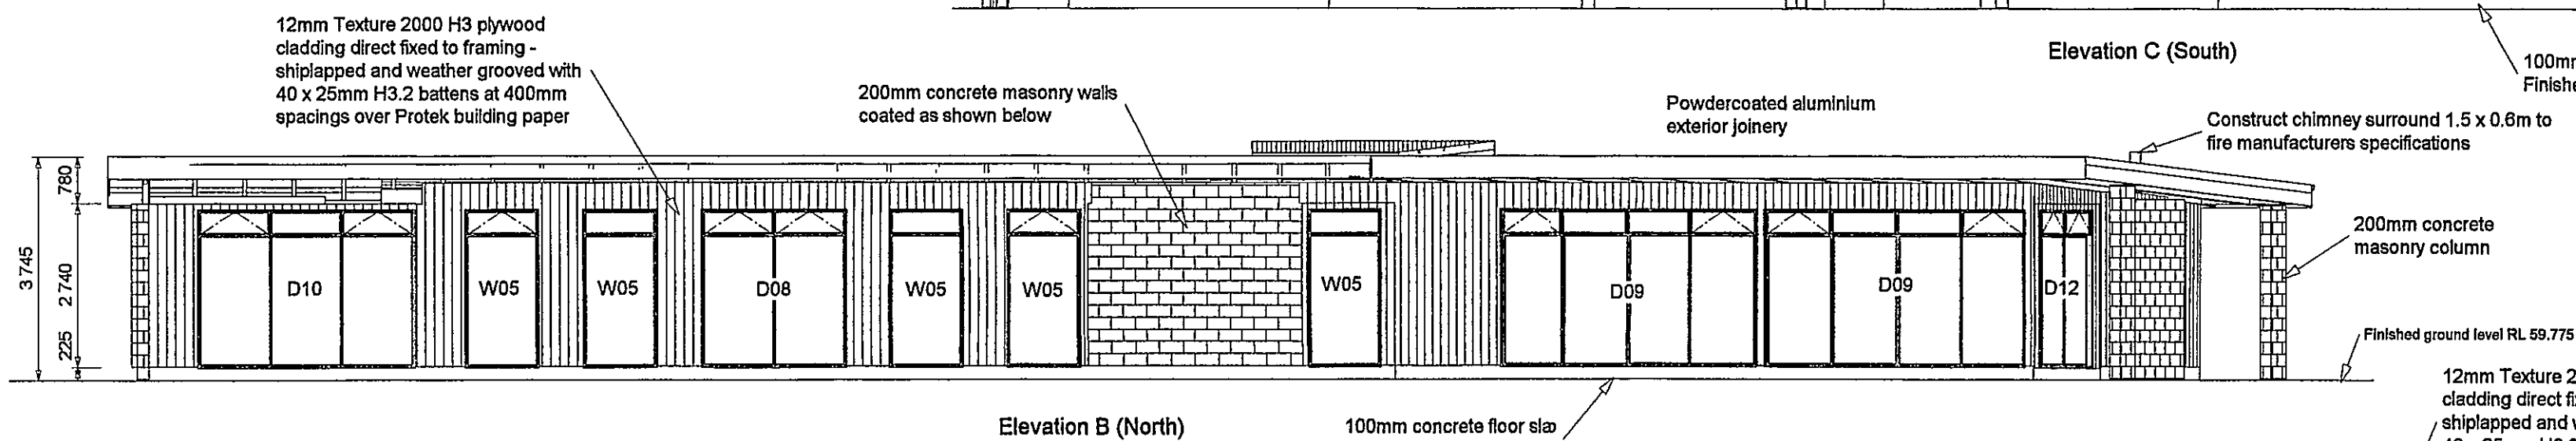 12mm Texture 2000 H3 plywood
cladding direct fixed to framing -
shiplapped and weather grooved with
40 x 25mm H3.2 battens at 400mm
spacings over Protek building paper
200mm concrete masonry walls
coated as shown below
Powdercoated aluminium
exterior joinery
Elevation C (South)
100mm
Finishe
Construct chimney surround 1.5 x 0.6m to
fire manufacturers specifications
200mm concrete
masonry column
3 745
780
2 740
225
D10
W05
W05
D08
W05
W05
W05
D09
D09
D12
Finished ground level RL 59.775
Elevation B (North)
100mm concrete floor slab
12mm Texture 2
cladding direct fi
shiplapped and